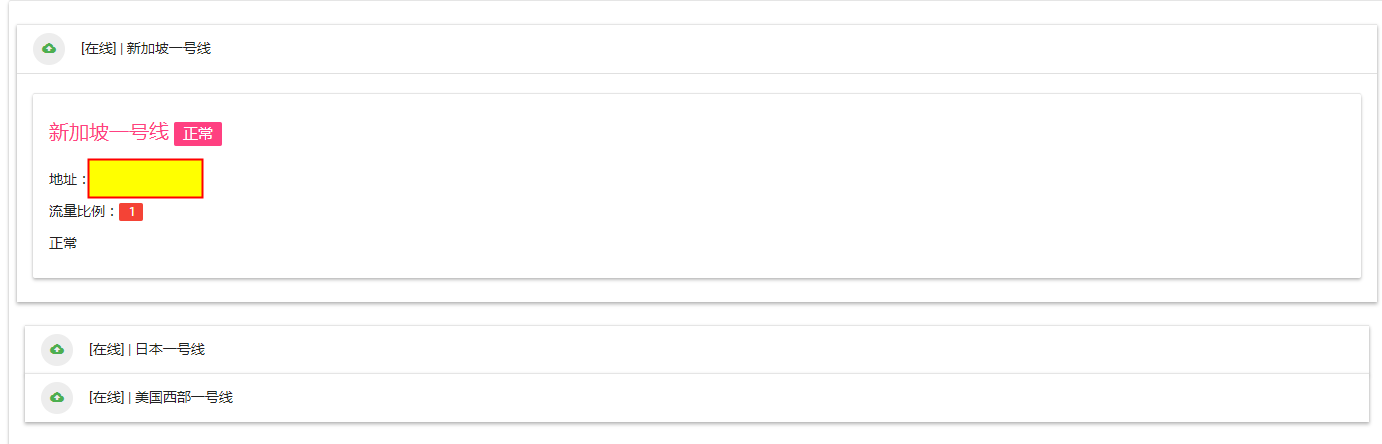 [在线] | 新加坡一号线
新加坡一号线 正常
地址：
流量比例： 1
正常
[在线] | 日本一号线
[在线] | 美国西部一号线